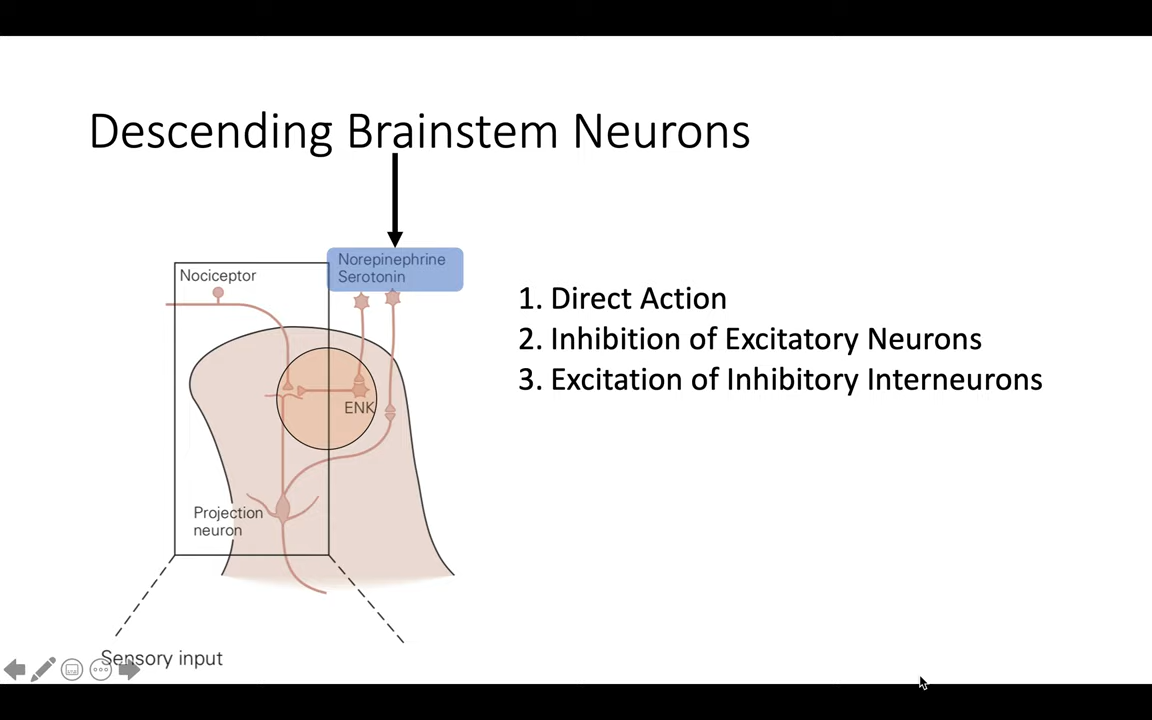 Descending Brainstem Neurons
Norepinephrine
Serotonin
Nociceptor
ENK
Projection
neuron
Sensory input
1. Direct Action
2. Inhibition of Excitatory Neurons
3. Excitation of Inhibitory Interneurons